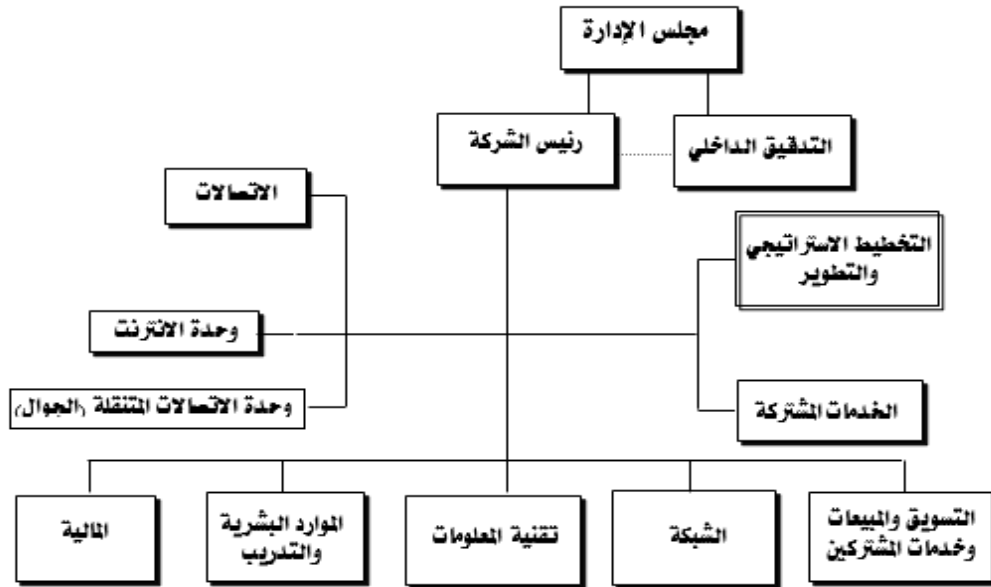 مجلس الإدارة
التدقيق الداخلي
رئيس الشركة
الاتصالات
التخطيط الاستراتيجي
والتطوير
وحدة الانترنت
الخدمات المشتركة
وحدة الاتصالات المتنقلة (الجوال)
التسويق والمبيعات
وخدمات المشتركين
الشبكة
تقنية المعلومات
الموارد البشرية
والتدريب
المالية